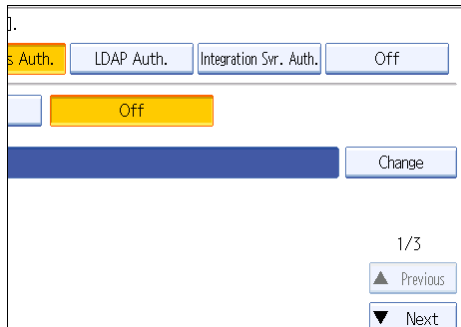 ].
s Auth. LDAP Auth. Integration Svr. Auth. Off
Off
Change
1/3
▲ Previous
▼ Next